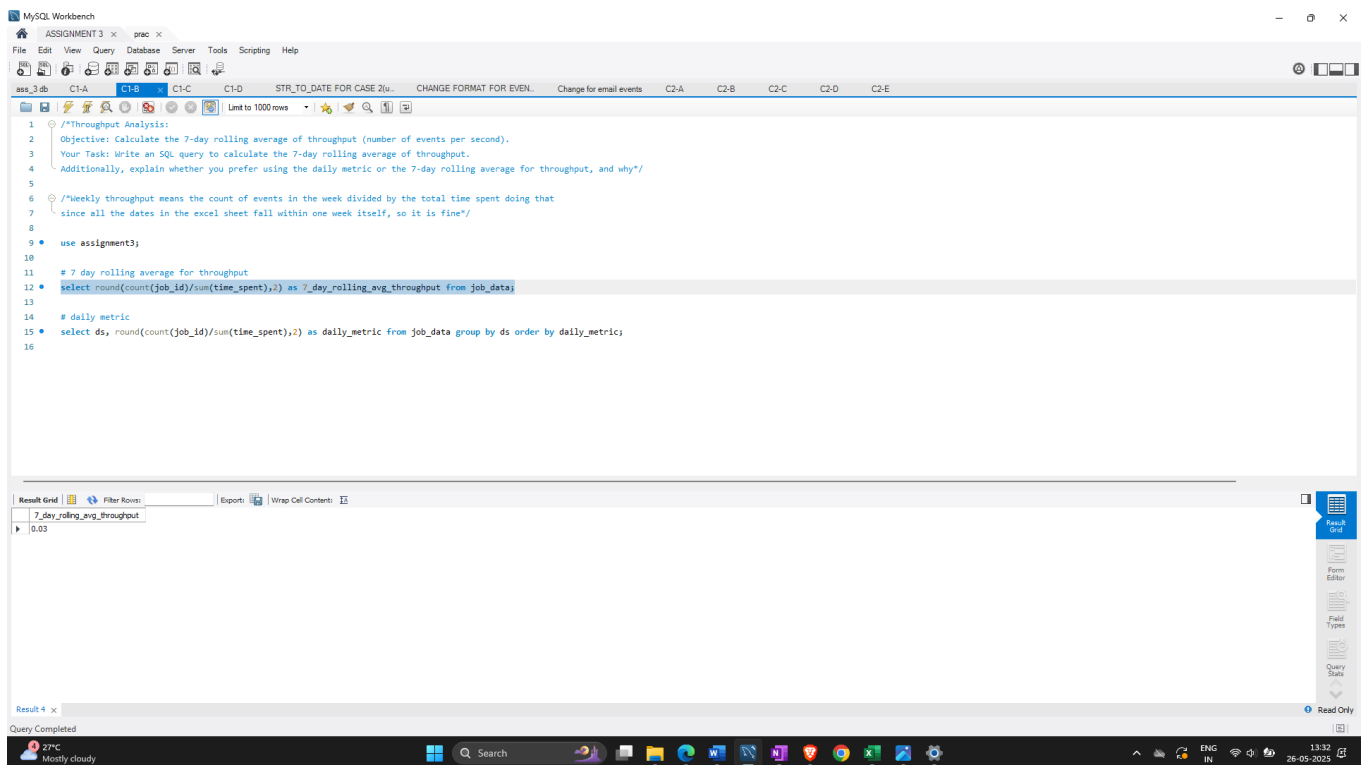 MySQL Workbench
ASSIGNMENT 3 × prac ×
File Edit View Query Database Server Tools Scripting Help
ass_3 db C1-A C1-B × C1-C C1-D STR_TO_DATE FOR CASE 2(u... CHANGE FORMAT FOR EVEN... Change for email events C2-A C2-B C2-C C2-D C2-E
Limit to 1000 rows
1 /*Throughput Analysis:
2 Objective: Calculate the 7-day rolling average of throughput (number of events per second).
3 Your Task: Write an SQL query to calculate the 7-day rolling average of throughput.
4 Additionally, explain whether you prefer using the daily metric or the 7-day rolling average for throughput, and why*/
5
6 /*Weekly throughput means the count of events in the week divided by the total time spent doing that
7 since all the dates in the excel sheet fall within one week itself, so it is fine*/
8
9 use assignment3;
10
11 # 7 day rolling average for throughput
12 select round(count(job_id)/sum(time_spent),2) as 7_day_rolling_avg_throughput from job_data;
13
14 # daily metric
15 select ds, round(count(job_id)/sum(time_spent),2) as daily_metric from job_data group by ds order by daily_metric;
16
Result Grid Filter Rows: Export: Wrap Cell Content:
7_day_rolling_avg_throughput
0.03
Result Grid
Form Editor
Field Types
Query Stats
Result 4 ×
Read Only
Query Completed
4
27°C
Mostly cloudy
Search
ENG
IN
13:32
26-05-2025